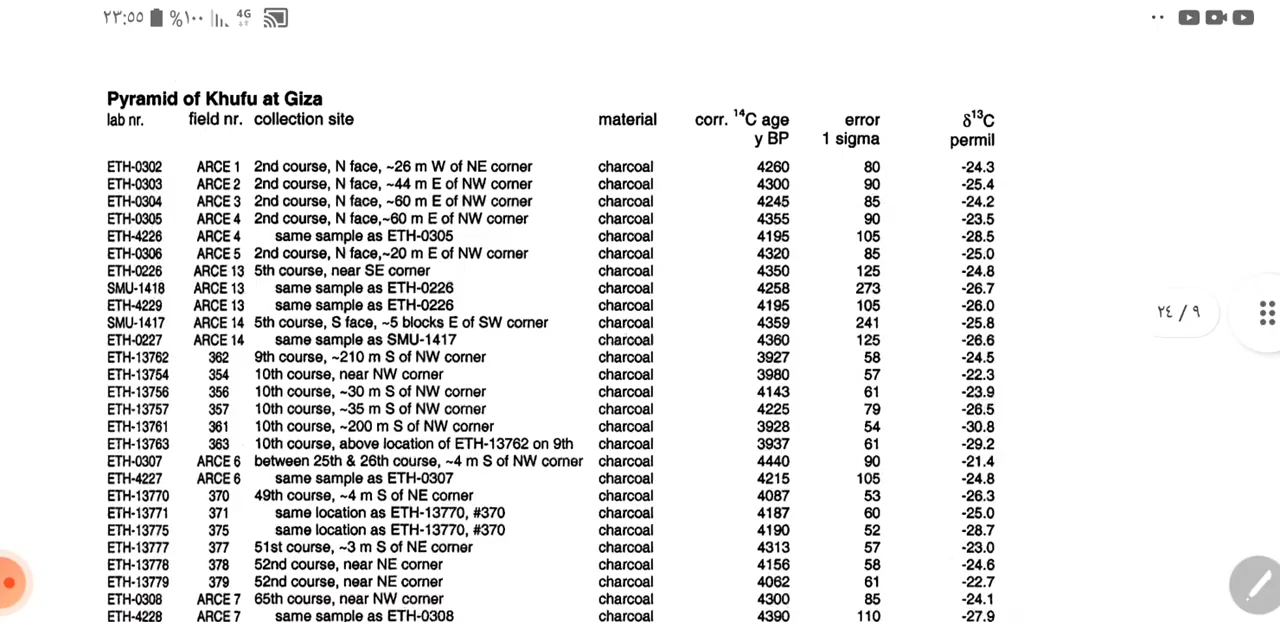 ٢٣:٥٥ %١٠٠ 4G
Pyramid of Khufu at Giza
lab nr. field nr. collection site material corr. ¹⁴C age error δ¹³C
y BP 1 sigma permil
ETH-0302 ARCE 1 2nd course, N face, ~26 m W of NE corner charcoal 4260 80 -24.3
ETH-0303 ARCE 2 2nd course, N face, ~44 m E of NW corner charcoal 4300 90 -25.4
ETH-0304 ARCE 3 2nd course, N face, ~60 m E of NW corner charcoal 4245 85 -24.2
ETH-0305 ARCE 4 2nd course, N face,~60 m E of NW corner charcoal 4355 90 -23.5
ETH-4226 ARCE 4 same sample as ETH-0305 charcoal 4195 105 -28.5
ETH-0306 ARCE 5 2nd course, N face,~20 m E of NW corner charcoal 4320 85 -25.0
ETH-0226 ARCE 13 5th course, near SE corner charcoal 4350 125 -24.8
SMU-1418 ARCE 13 same sample as ETH-0226 charcoal 4258 273 -26.7
ETH-4229 ARCE 13 same sample as ETH-0226 charcoal 4195 105 -26.0
SMU-1417 ARCE 14 5th course, S face, ~5 blocks E of SW corner charcoal 4359 241 -25.8
ETH-0227 ARCE 14 same sample as SMU-1417 charcoal 4360 125 -26.6
ETH-13762 362 9th course, ~210 m S of NW corner charcoal 3927 58 -24.5
ETH-13754 354 10th course, near NW corner charcoal 3980 57 -22.3
ETH-13756 356 10th course, ~30 m S of NW corner charcoal 4143 61 -23.9
ETH-13757 357 10th course, ~35 m S of NW corner charcoal 4225 79 -26.5
ETH-13761 361 10th course, ~200 m S of NW corner charcoal 3928 54 -30.8
ETH-13763 363 10th course, above location of ETH-13762 on 9th charcoal 3937 61 -29.2
ETH-0307 ARCE 6 between 25th & 26th course, ~4 m S of NW corner charcoal 4440 90 -21.4
ETH-4227 ARCE 6 same sample as ETH-0307 charcoal 4215 105 -24.8
ETH-13770 370 49th course, ~4 m S of NE corner charcoal 4087 53 -26.3
ETH-13771 371 same location as ETH-13770, #370 charcoal 4187 60 -25.0
ETH-13775 375 same location as ETH-13770, #370 charcoal 4190 52 -28.7
ETH-13777 377 51st course, ~3 m S of NE corner charcoal 4313 57 -23.0
ETH-13778 378 52nd course, near NE corner charcoal 4156 58 -24.6
ETH-13779 379 52nd course, near NE corner charcoal 4062 61 -22.7
ETH-0308 ARCE 7 65th course, near NW corner charcoal 4300 85 -24.1
ETH-4228 ARCE 7 same sample as ETH-0308 charcoal 4390 110 -27.9
٢٤ / ٩